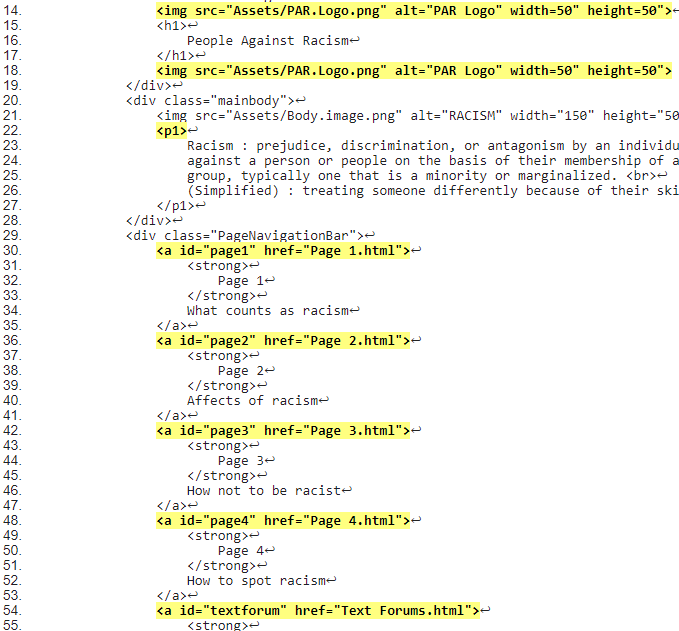 14. <img src="Assets/PAR.Logo.png" alt="PAR Logo" width=50" height=50">↩
15. <h1>↩
16. People Against Racism↩
17. </h1>↩
18. <img src="Assets/PAR.Logo.png" alt="PAR Logo" width=50" height=50">
19. </div>↩
20. <div class="mainbody">↩
21. <img src="Assets/Body.image.png" alt="RACISM" width="150" height="50
22. <p1>↩
23. Racism : prejudice, discrimination, or antagonism by an individu
24. against a person or people on the basis of their membership of a
25. group, typically one that is a minority or marginalized. <br>↩
26. (Simplified) : treating someone differently because of their ski
27. </p1>↩
28. </div>↩
29. <div class="PageNavigationBar">↩
30. <a id="page1" href="Page 1.html">↩
31. <strong>↩
32. Page 1↩
33. </strong>↩
34. What counts as racism↩
35. </a>↩
36. <a id="page2" href="Page 2.html">↩
37. <strong>↩
38. Page 2↩
39. </strong>↩
40. Affects of racism↩
41. </a>↩
42. <a id="page3" href="Page 3.html">↩
43. <strong>↩
44. Page 3↩
45. </strong>↩
46. How not to be racist↩
47. </a>↩
48. <a id="page4" href="Page 4.html">↩
49. <strong>↩
50. Page 4↩
51. </strong>↩
52. How to spot racism↩
53. </a>↩
54. <a id="textforum" href="Text Forums.html">↩
55. <strong>↩